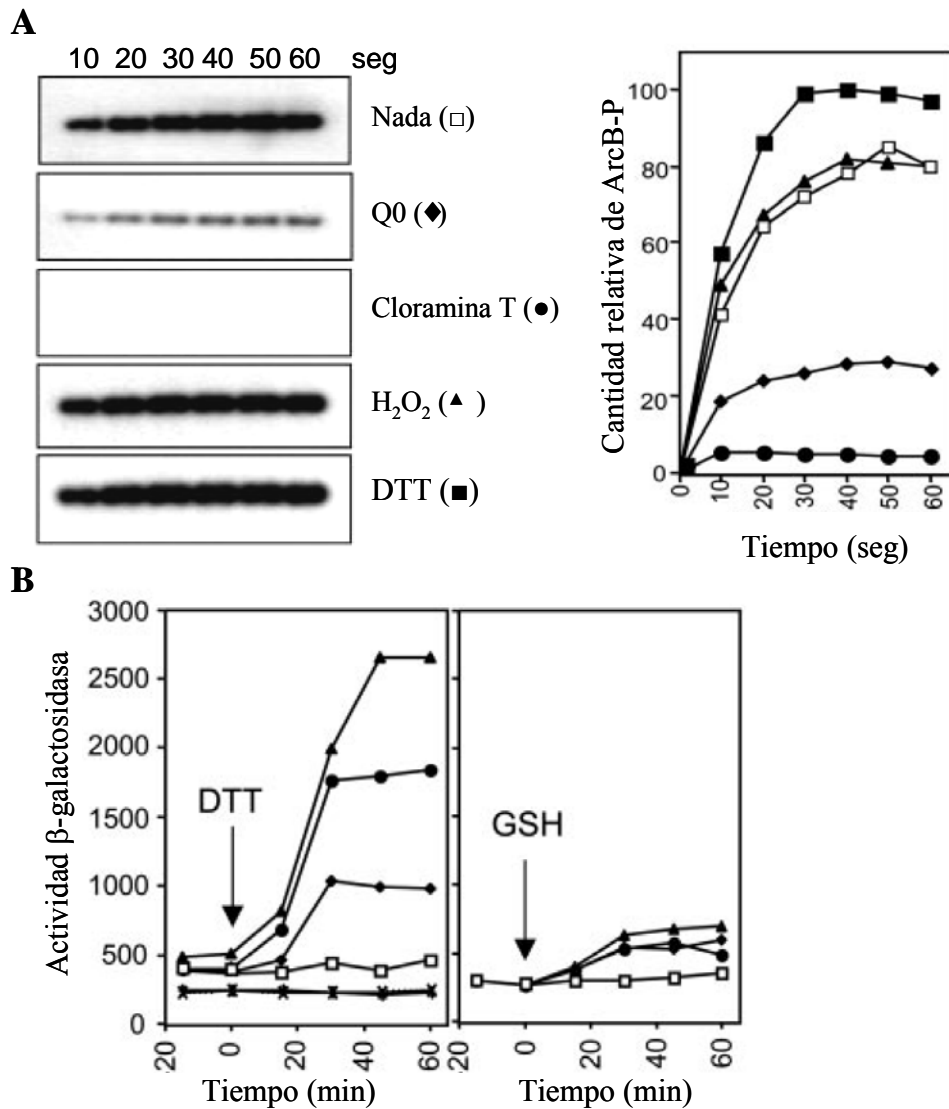 A
10 20 30 40 50 60 seg
Nada (□)
Q0 (◆)
Cloramina T (●)
H₂O₂ (▲ )
DTT (■)
Cantidad relativa de ArcB-P
100
80
60
40
20
0
0 10 20 30 40 50 60
Tiempo (seg)
B
Actividad β-galactosidasa
3000
2500
2000
1500
1000
500
0
DTT
GSH
20 0 20 40 60
20 0 20 40 60
Tiempo (min)
Tiempo (min)